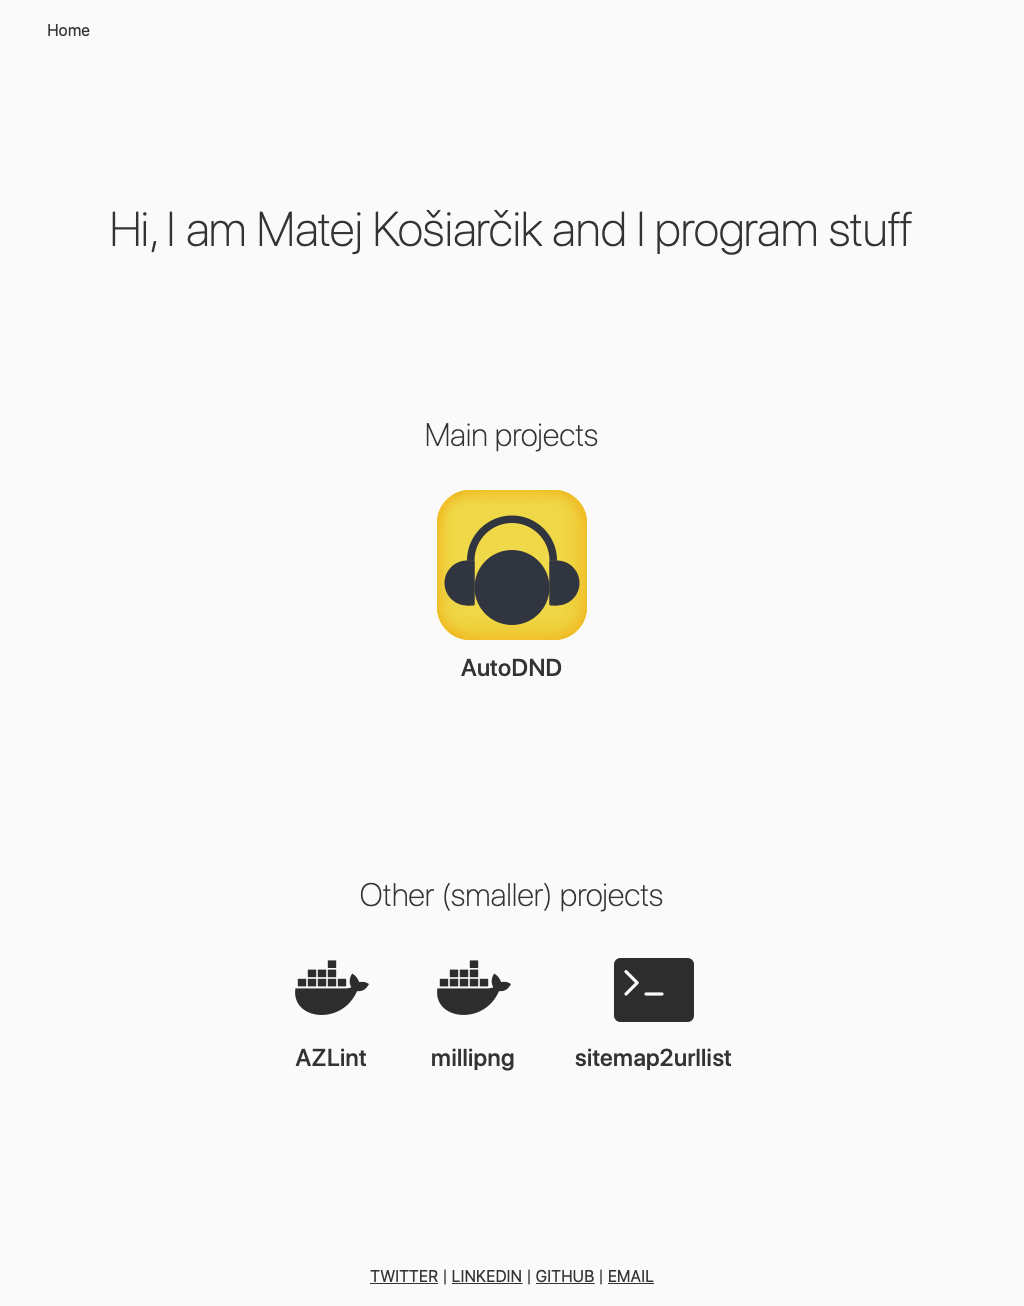 Home
Hi, I am Matej Košiarčik and I program stuff
Main projects
AutoDND
Other (smaller) projects
AZLint
millipng
sitemap2urllist
TWITTER | LINKEDIN | GITHUB | EMAIL